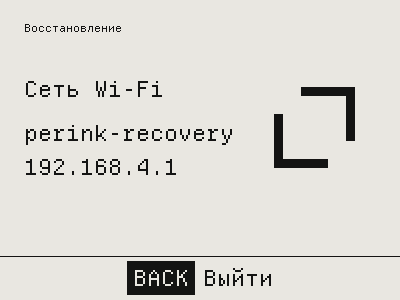 Восстановление
Сеть Wi-Fi
perink-recovery
192.168.4.1
BACK Выйти